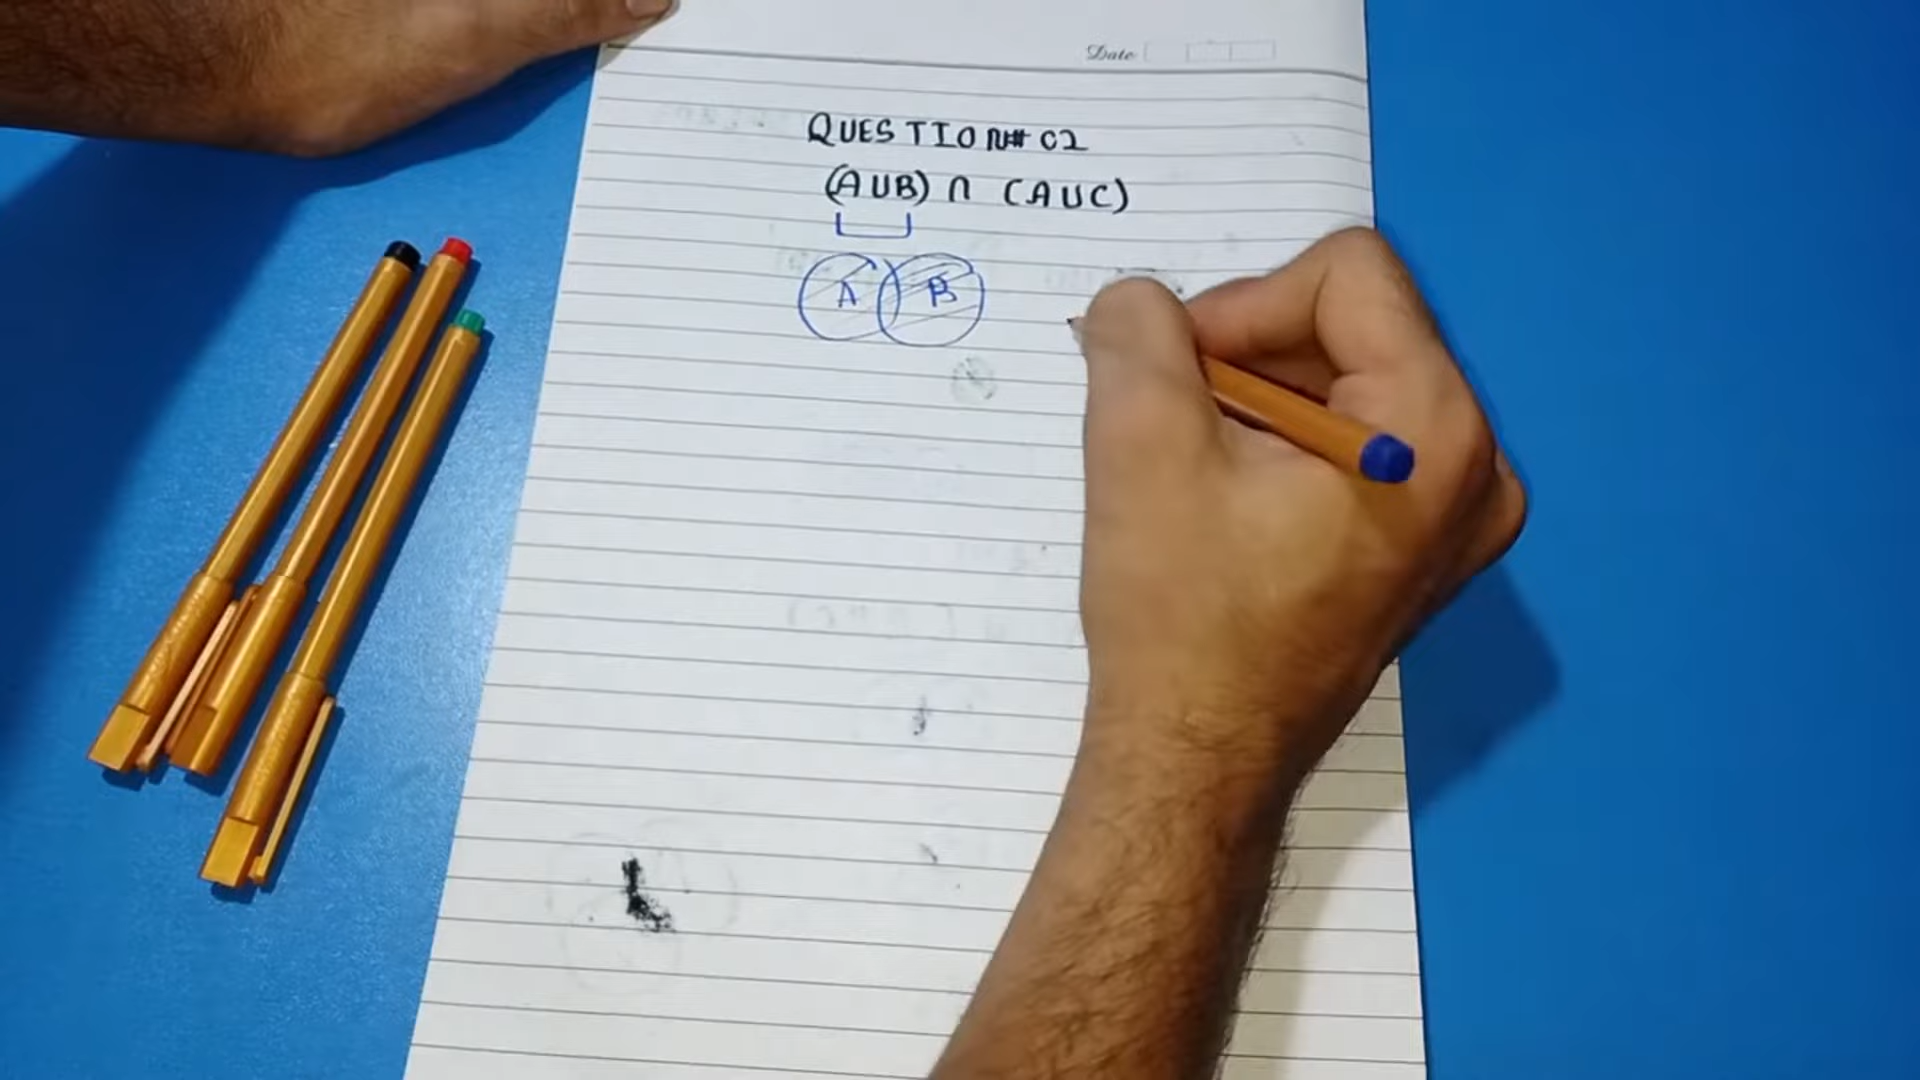 Date
QUESTION# 02
(AUB) ∩ (AUC)
A B